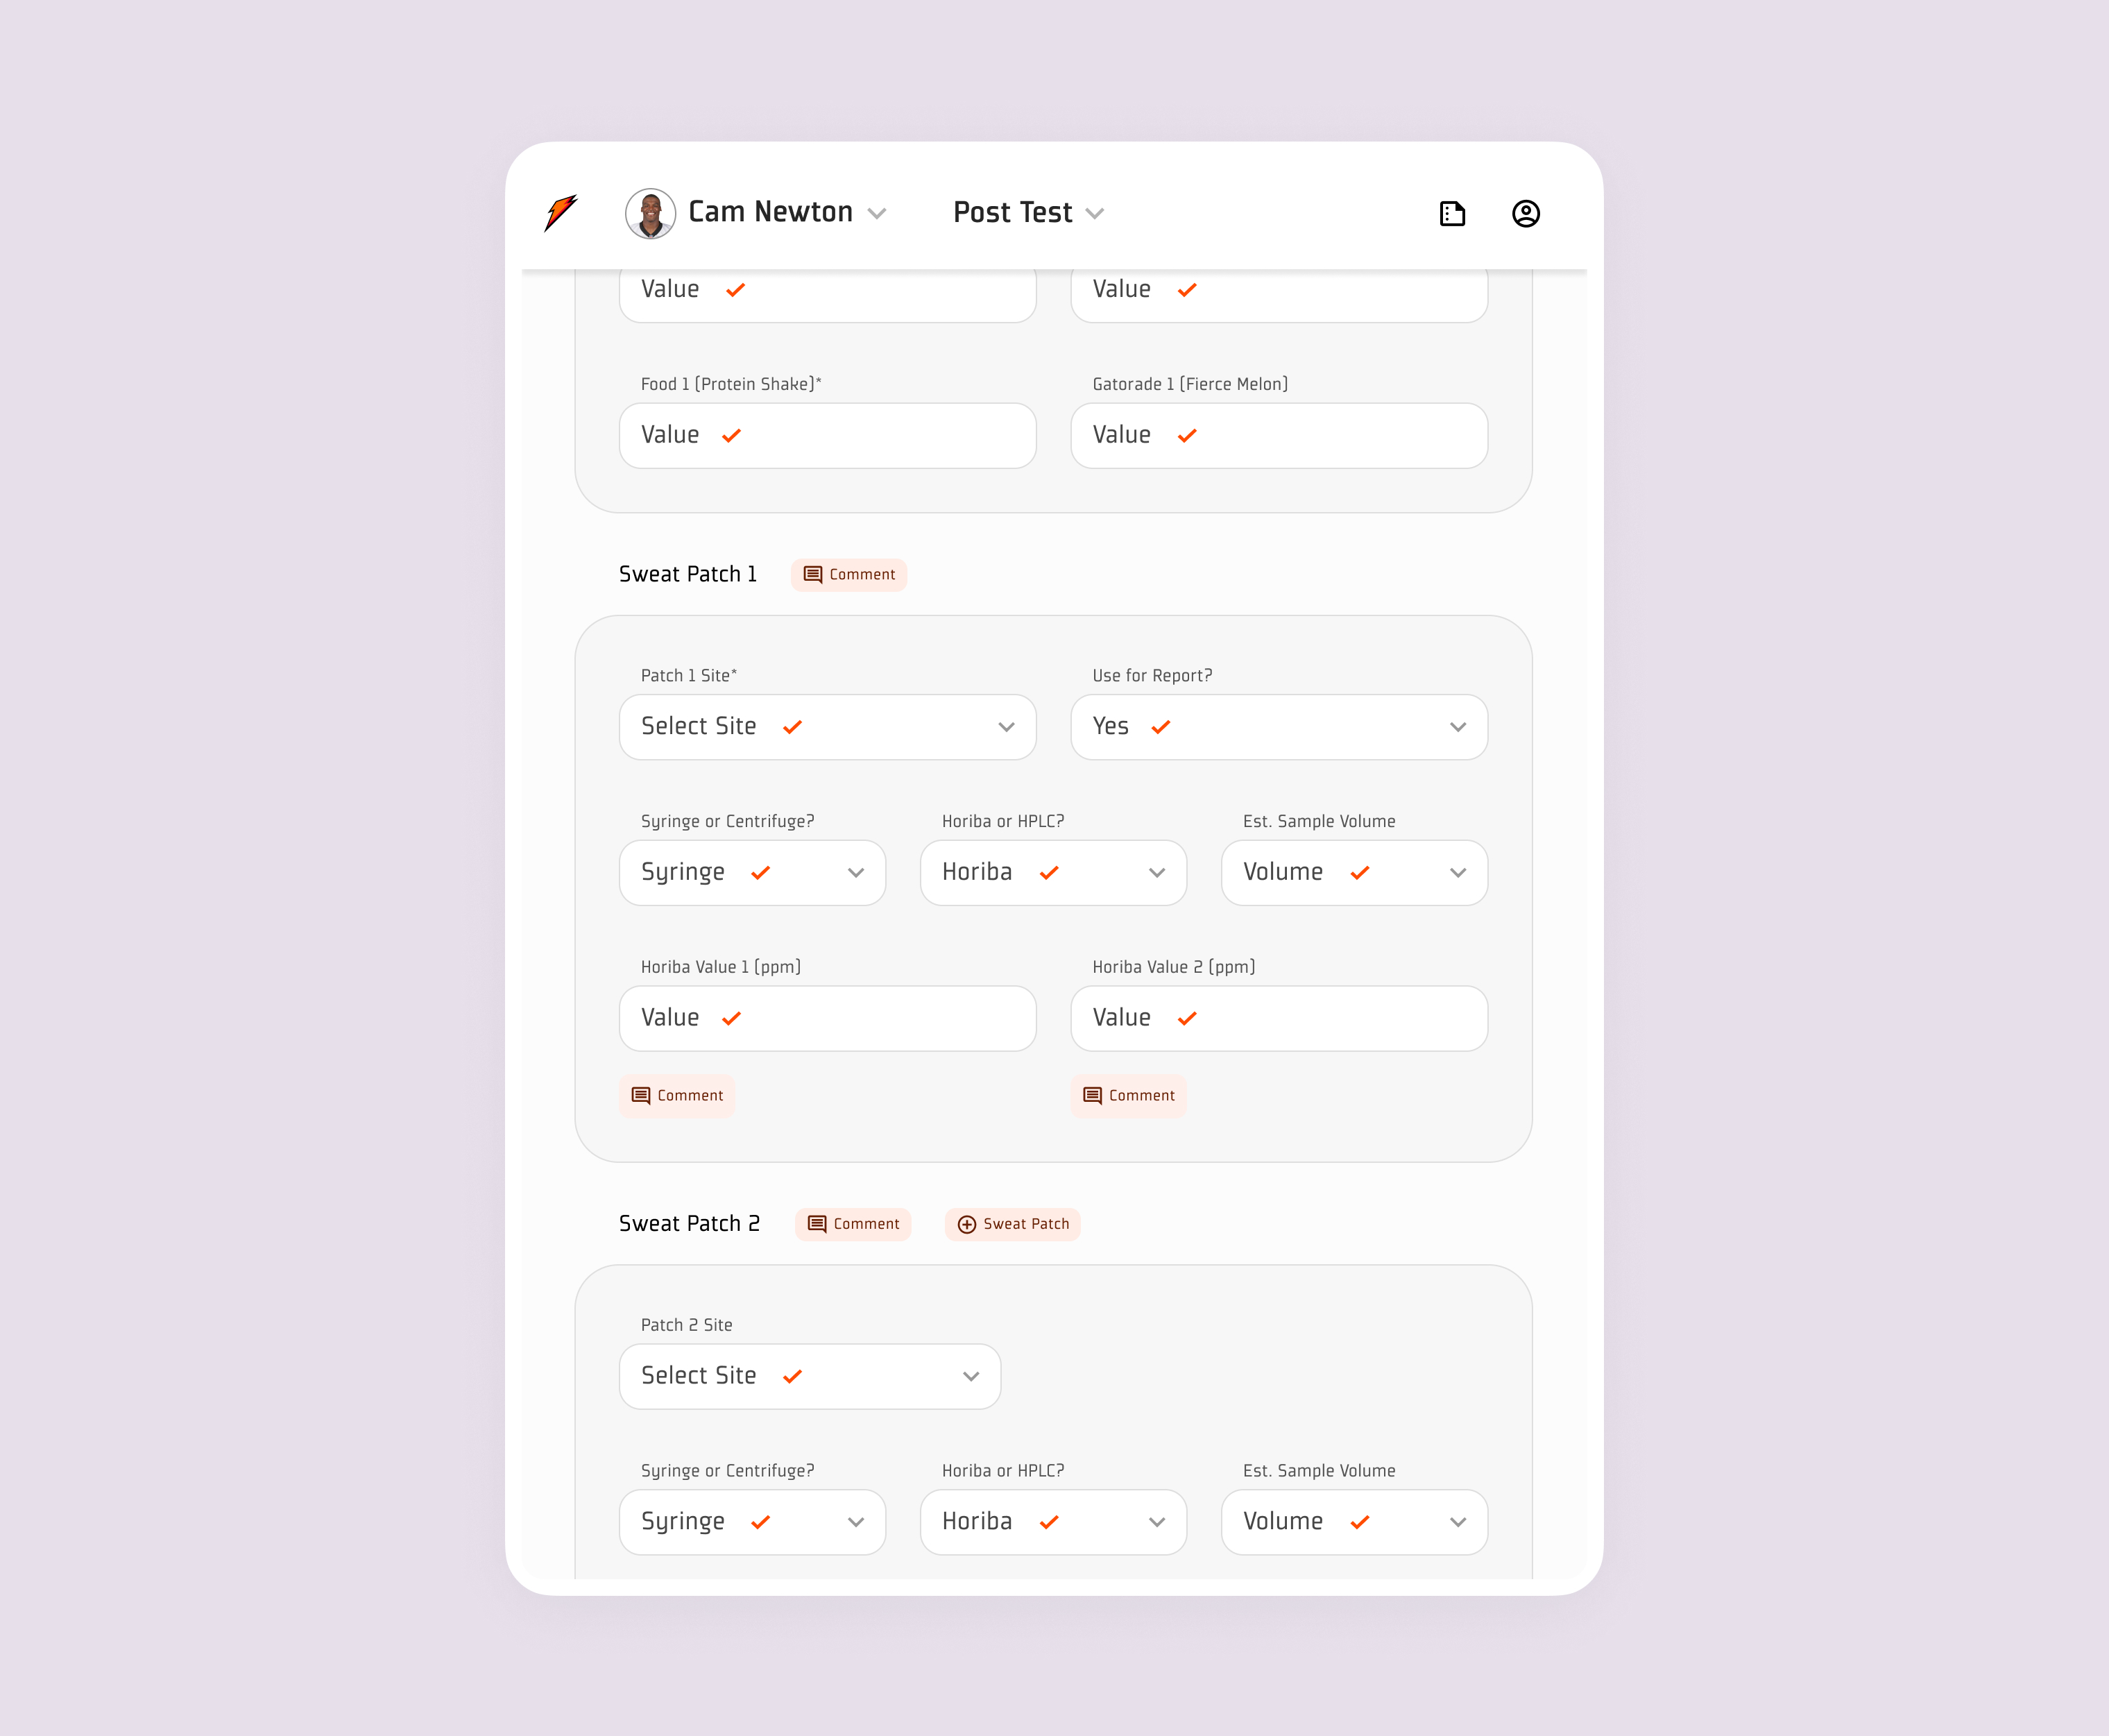 Cam Newton
Post Test
Value
Value
Food 1 (Protein Shake)*
Gatorade 1 (Fierce Melon)
Value
Value
Sweat Patch 1
Comment
Patch 1 Site*
Use for Report?
Select Site
Yes
Syringe or Centrifuge?
Horiba or HPLC?
Est. Sample Volume
Syringe
Horiba
Volume
Horiba Value 1 (ppm)
Horiba Value 2 (ppm)
Value
Value
Comment
Comment
Sweat Patch 2
Comment
Sweat Patch
Patch 2 Site
Select Site
Syringe or Centrifuge?
Horiba or HPLC?
Est. Sample Volume
Syringe
Horiba
Volume